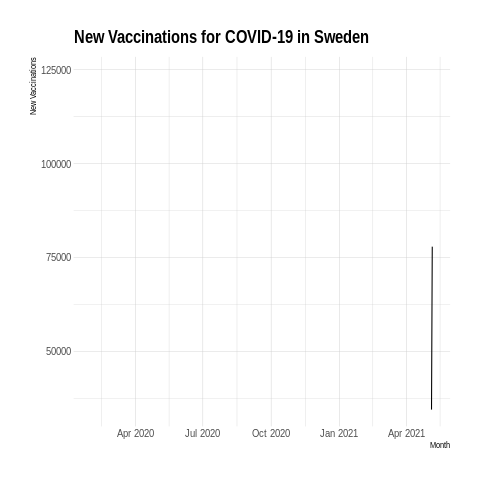 New Vaccinations for COVID-19 in Sweden
New Vaccinations
125000
100000
75000
50000
Apr 2020
Jul 2020
Oct 2020
Jan 2021
Apr 2021
Month